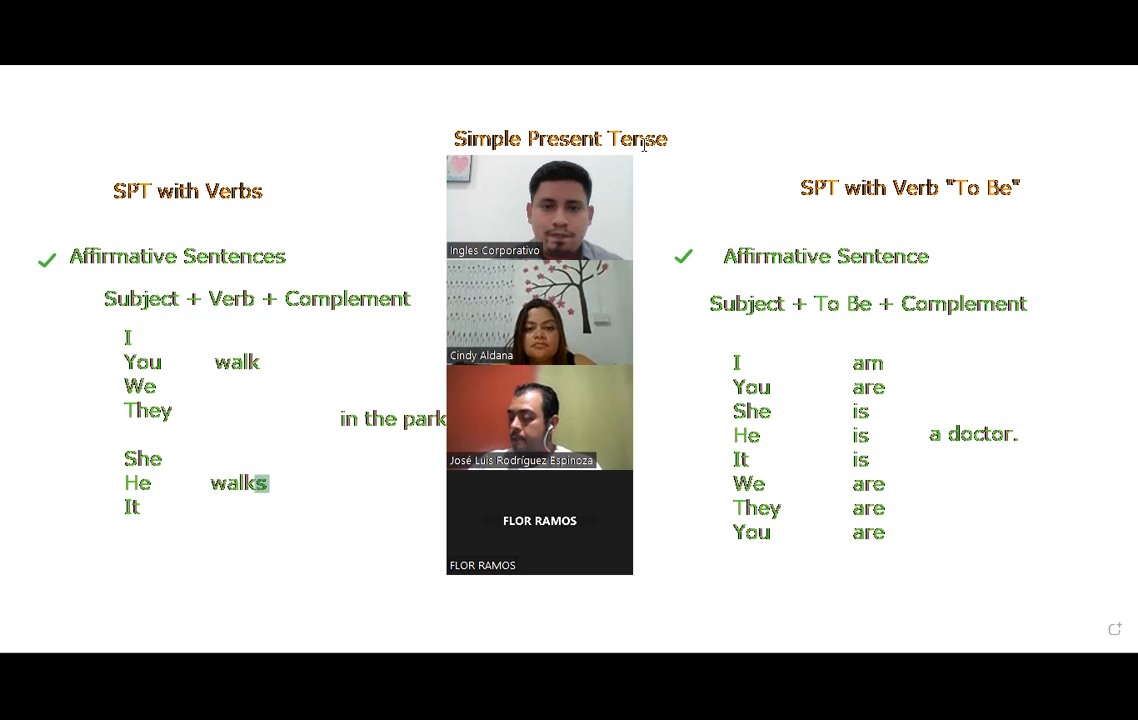 Simple Present Tense
SPT with Verbs
Affirmative Sentences
Subject + Verb + Complement
I
You walk
We
They
in the park
She
He walks
It
Ingles Corporativo
Cindy Aldana
José Luis Rodríguez Espinoza
FLOR RAMOS
FLOR RAMOS
SPT with Verb "To Be"
Affirmative Sentence
Subject + To Be + Complement
I am
You are
She is
He is
a doctor.
It is
We are
They are
You are